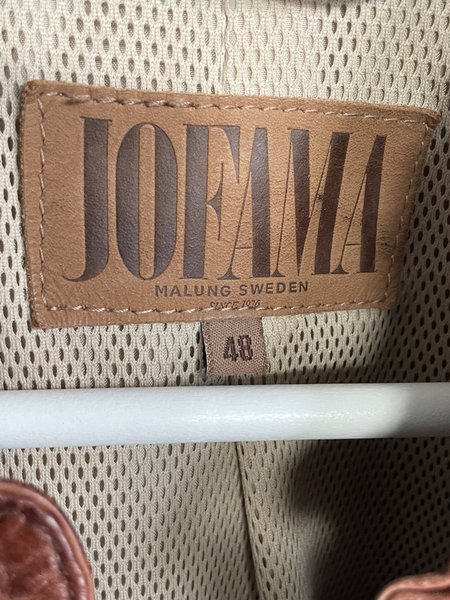 JOFAMA
MALUNG SWEDEN
SINCE 1926
48